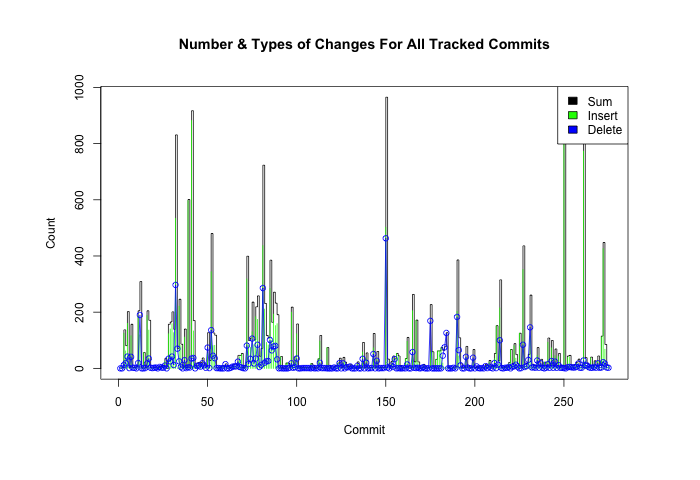 Number & Types of Changes For All Tracked Commits
1000
800
600
400
200
0
Count
Sum
Insert
Delete
0 50 100 150 200 250
Commit